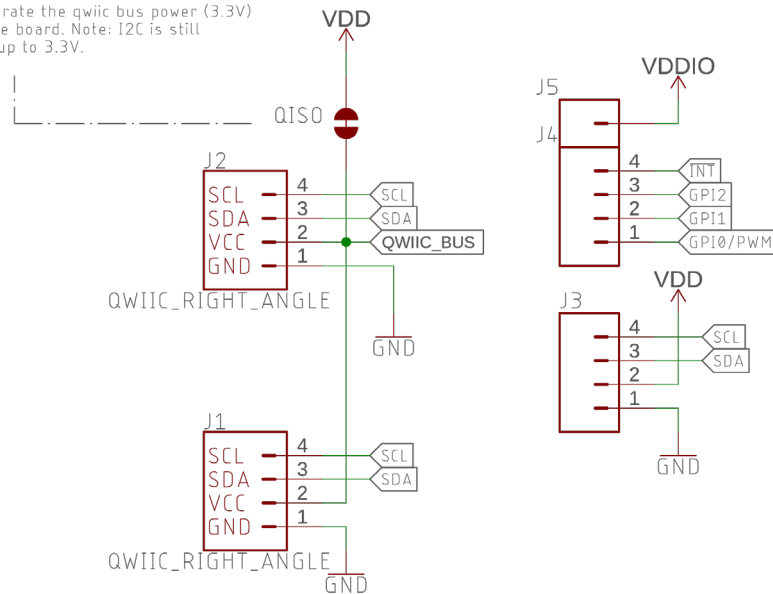 rate the qwiic bus power (3.3V)
e board. Note: I2C is still
up to 3.3V.
VDD
QISO
J2
SCL 4 SCL
SDA 3 SDA
VCC 2 QWIIC_BUS
GND 1
QWIIC_RIGHT_ANGLE
GND
J1
SCL 4 SCL
SDA 3 SDA
VCC 2
GND 1
QWIIC_RIGHT_ANGLE
GND
VDDIO
J5
J4
4 INT
3 GPI2
2 GPI1
1 GPI0/PWM
VDD
J3
4 SCL
3 SDA
2
1
GND